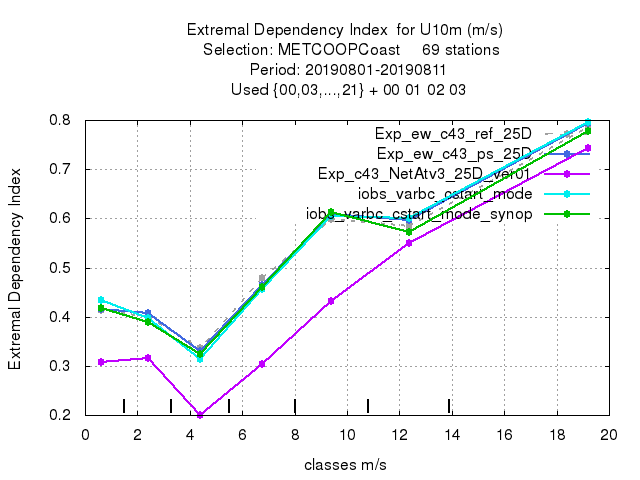 Extremal Dependency Index  for U10m (m/s)
Selection: METCOOPCoast     69 stations
Period: 20190801-20190811
Used {00,03,...,21} + 00 01 02 03
Exp_ew_c43_ref_25D
Exp_ew_c43_ps_25D
Exp_c43_NetAtv3_25D_ver01
iobs_varbc_cstart_mode
iobs_varbc_cstart_mode_synop
Extremal Dependency Index
0.8
0.7
0.6
0.5
0.4
0.3
0.2
0 2 4 6 8 10 12 14 16 18 20
classes m/s